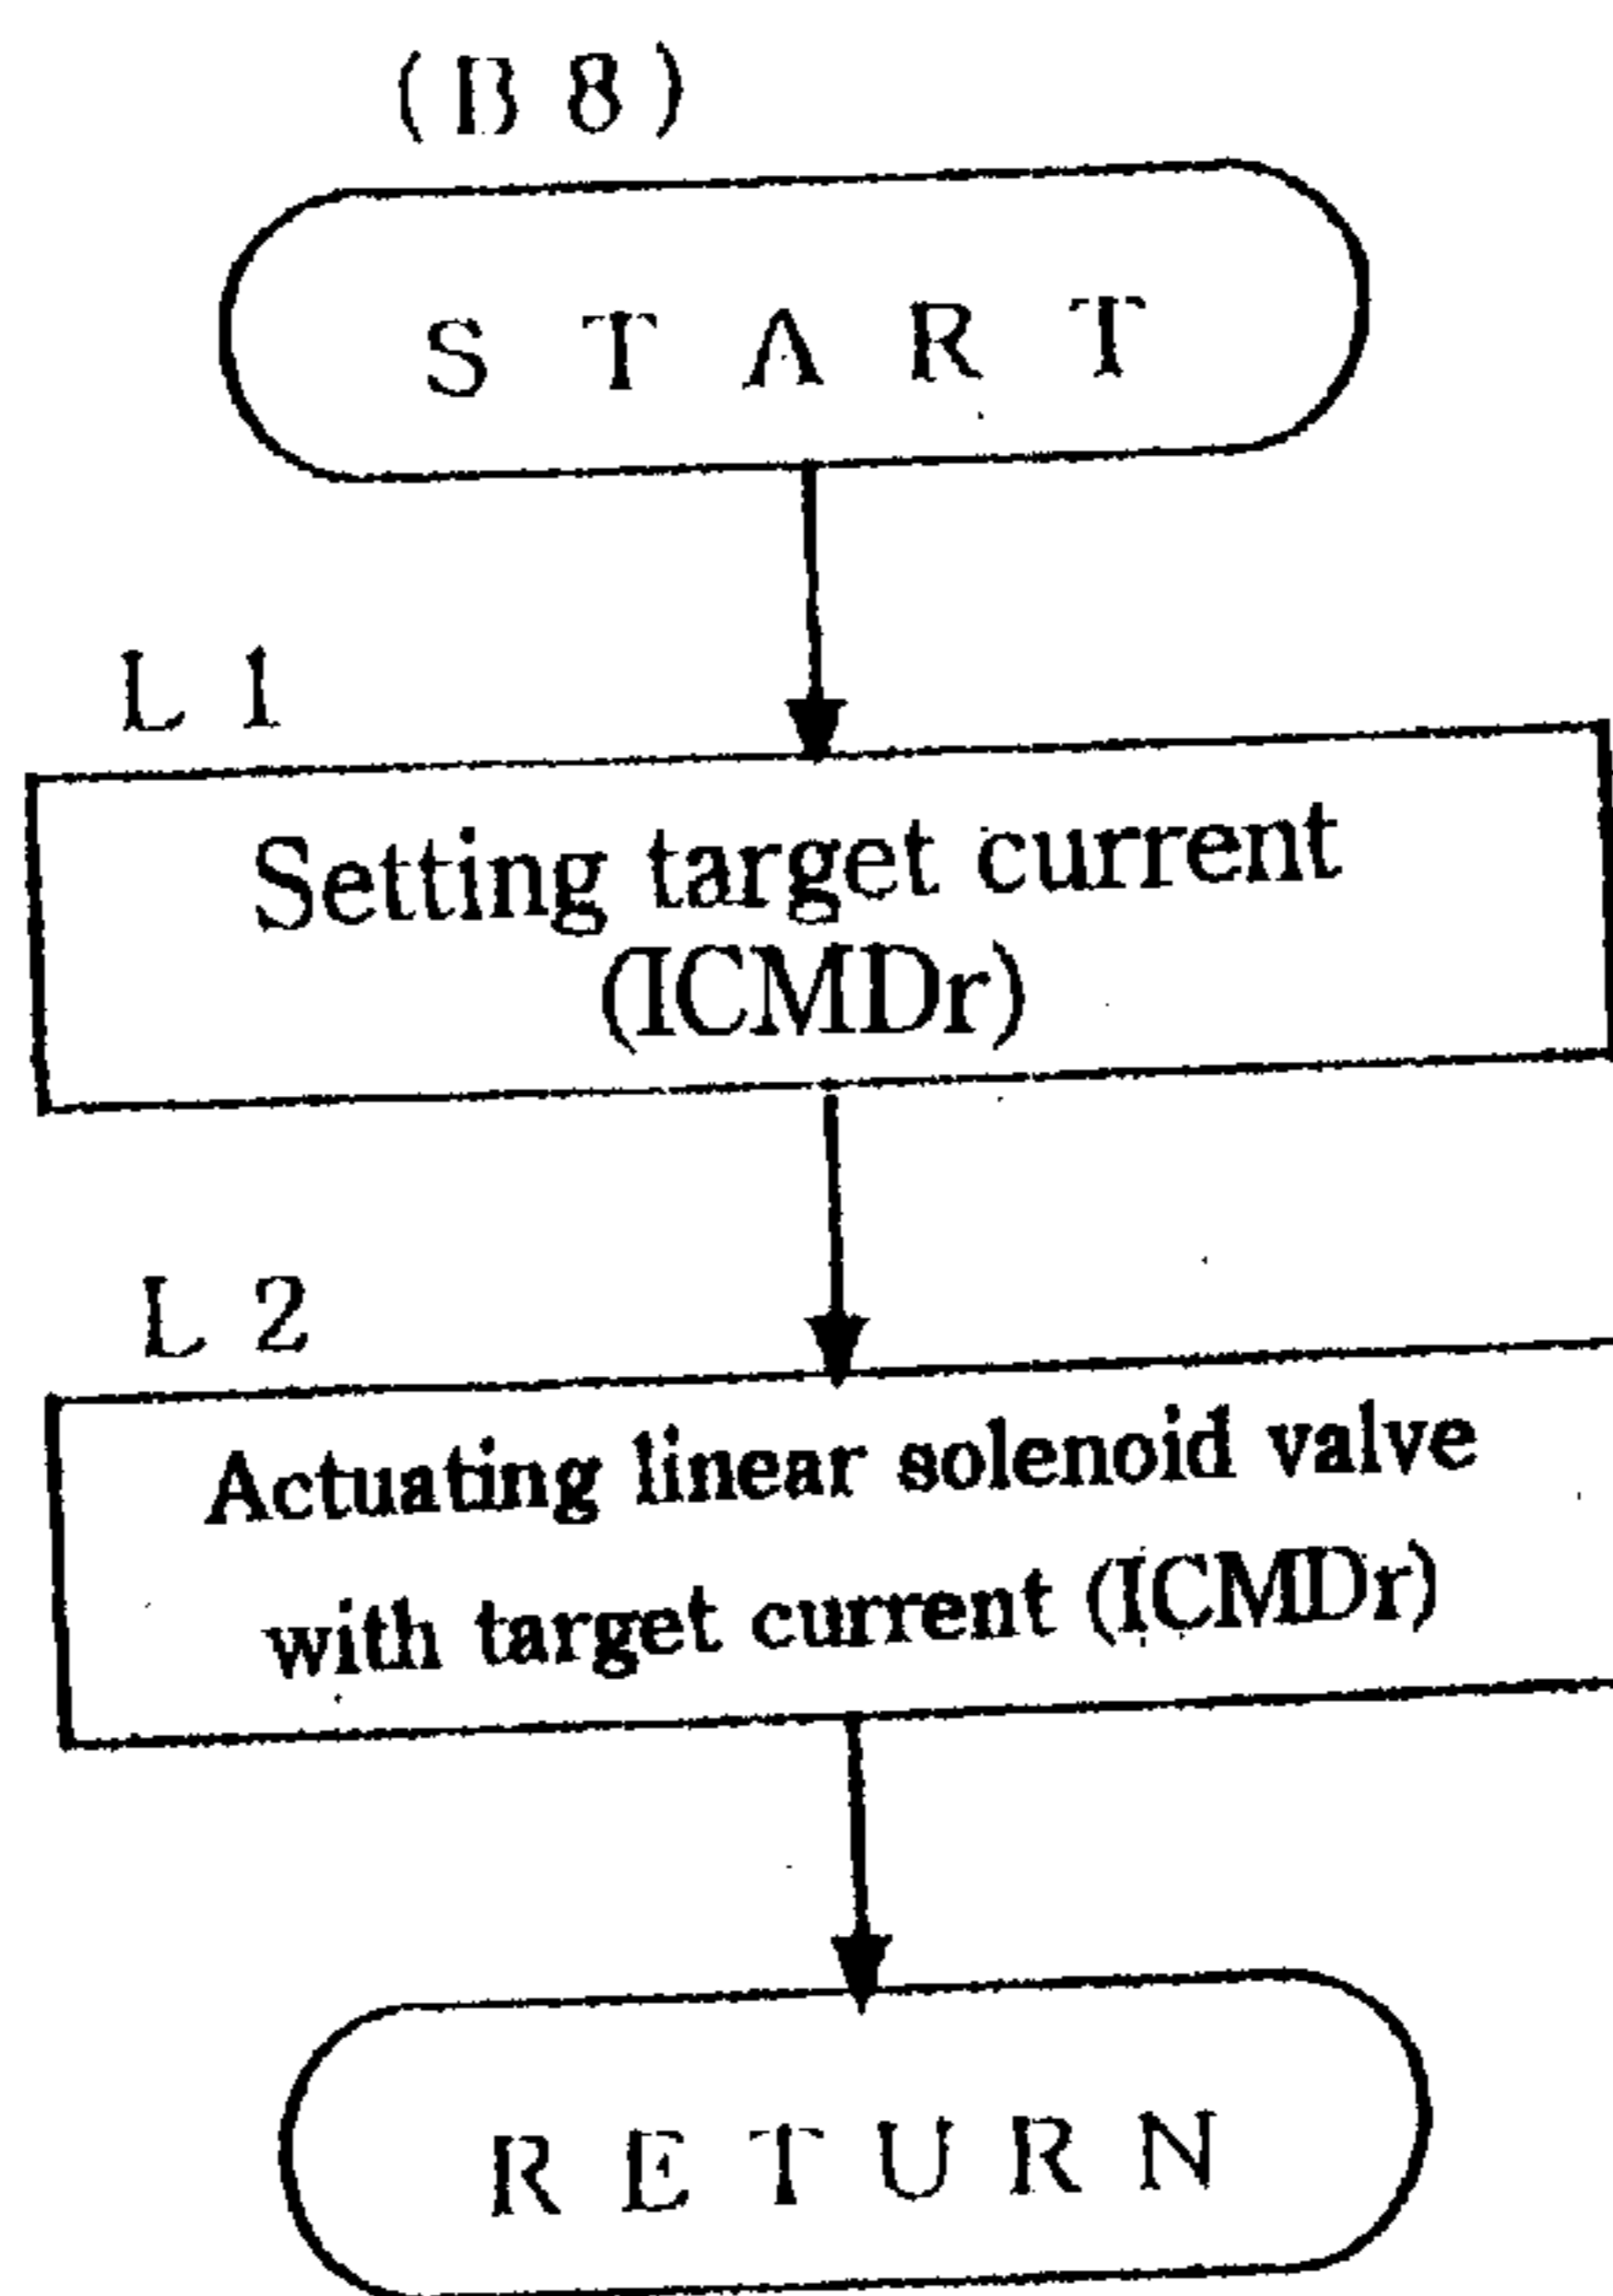 (B8)
START
L1
Setting target current
(ICMDr)
L2
Actuating linear solenoid valve
with target current (ICMDr)
RETURN